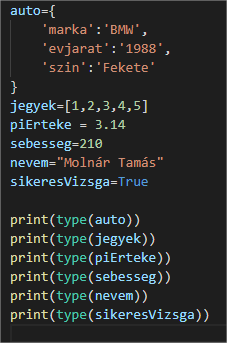 auto={
    'marka':'BMW',
    'evjarat':'1988',
    'szin':'Fekete'
}
jegyek=[1,2,3,4,5]
piErteke = 3.14
sebesseg=210
nevem="Molnár Tamás"
sikeresVizsga=True

print(type(auto))
print(type(jegyek))
print(type(piErteke))
print(type(sebesseg))
print(type(nevem))
print(type(sikeresVizsga))